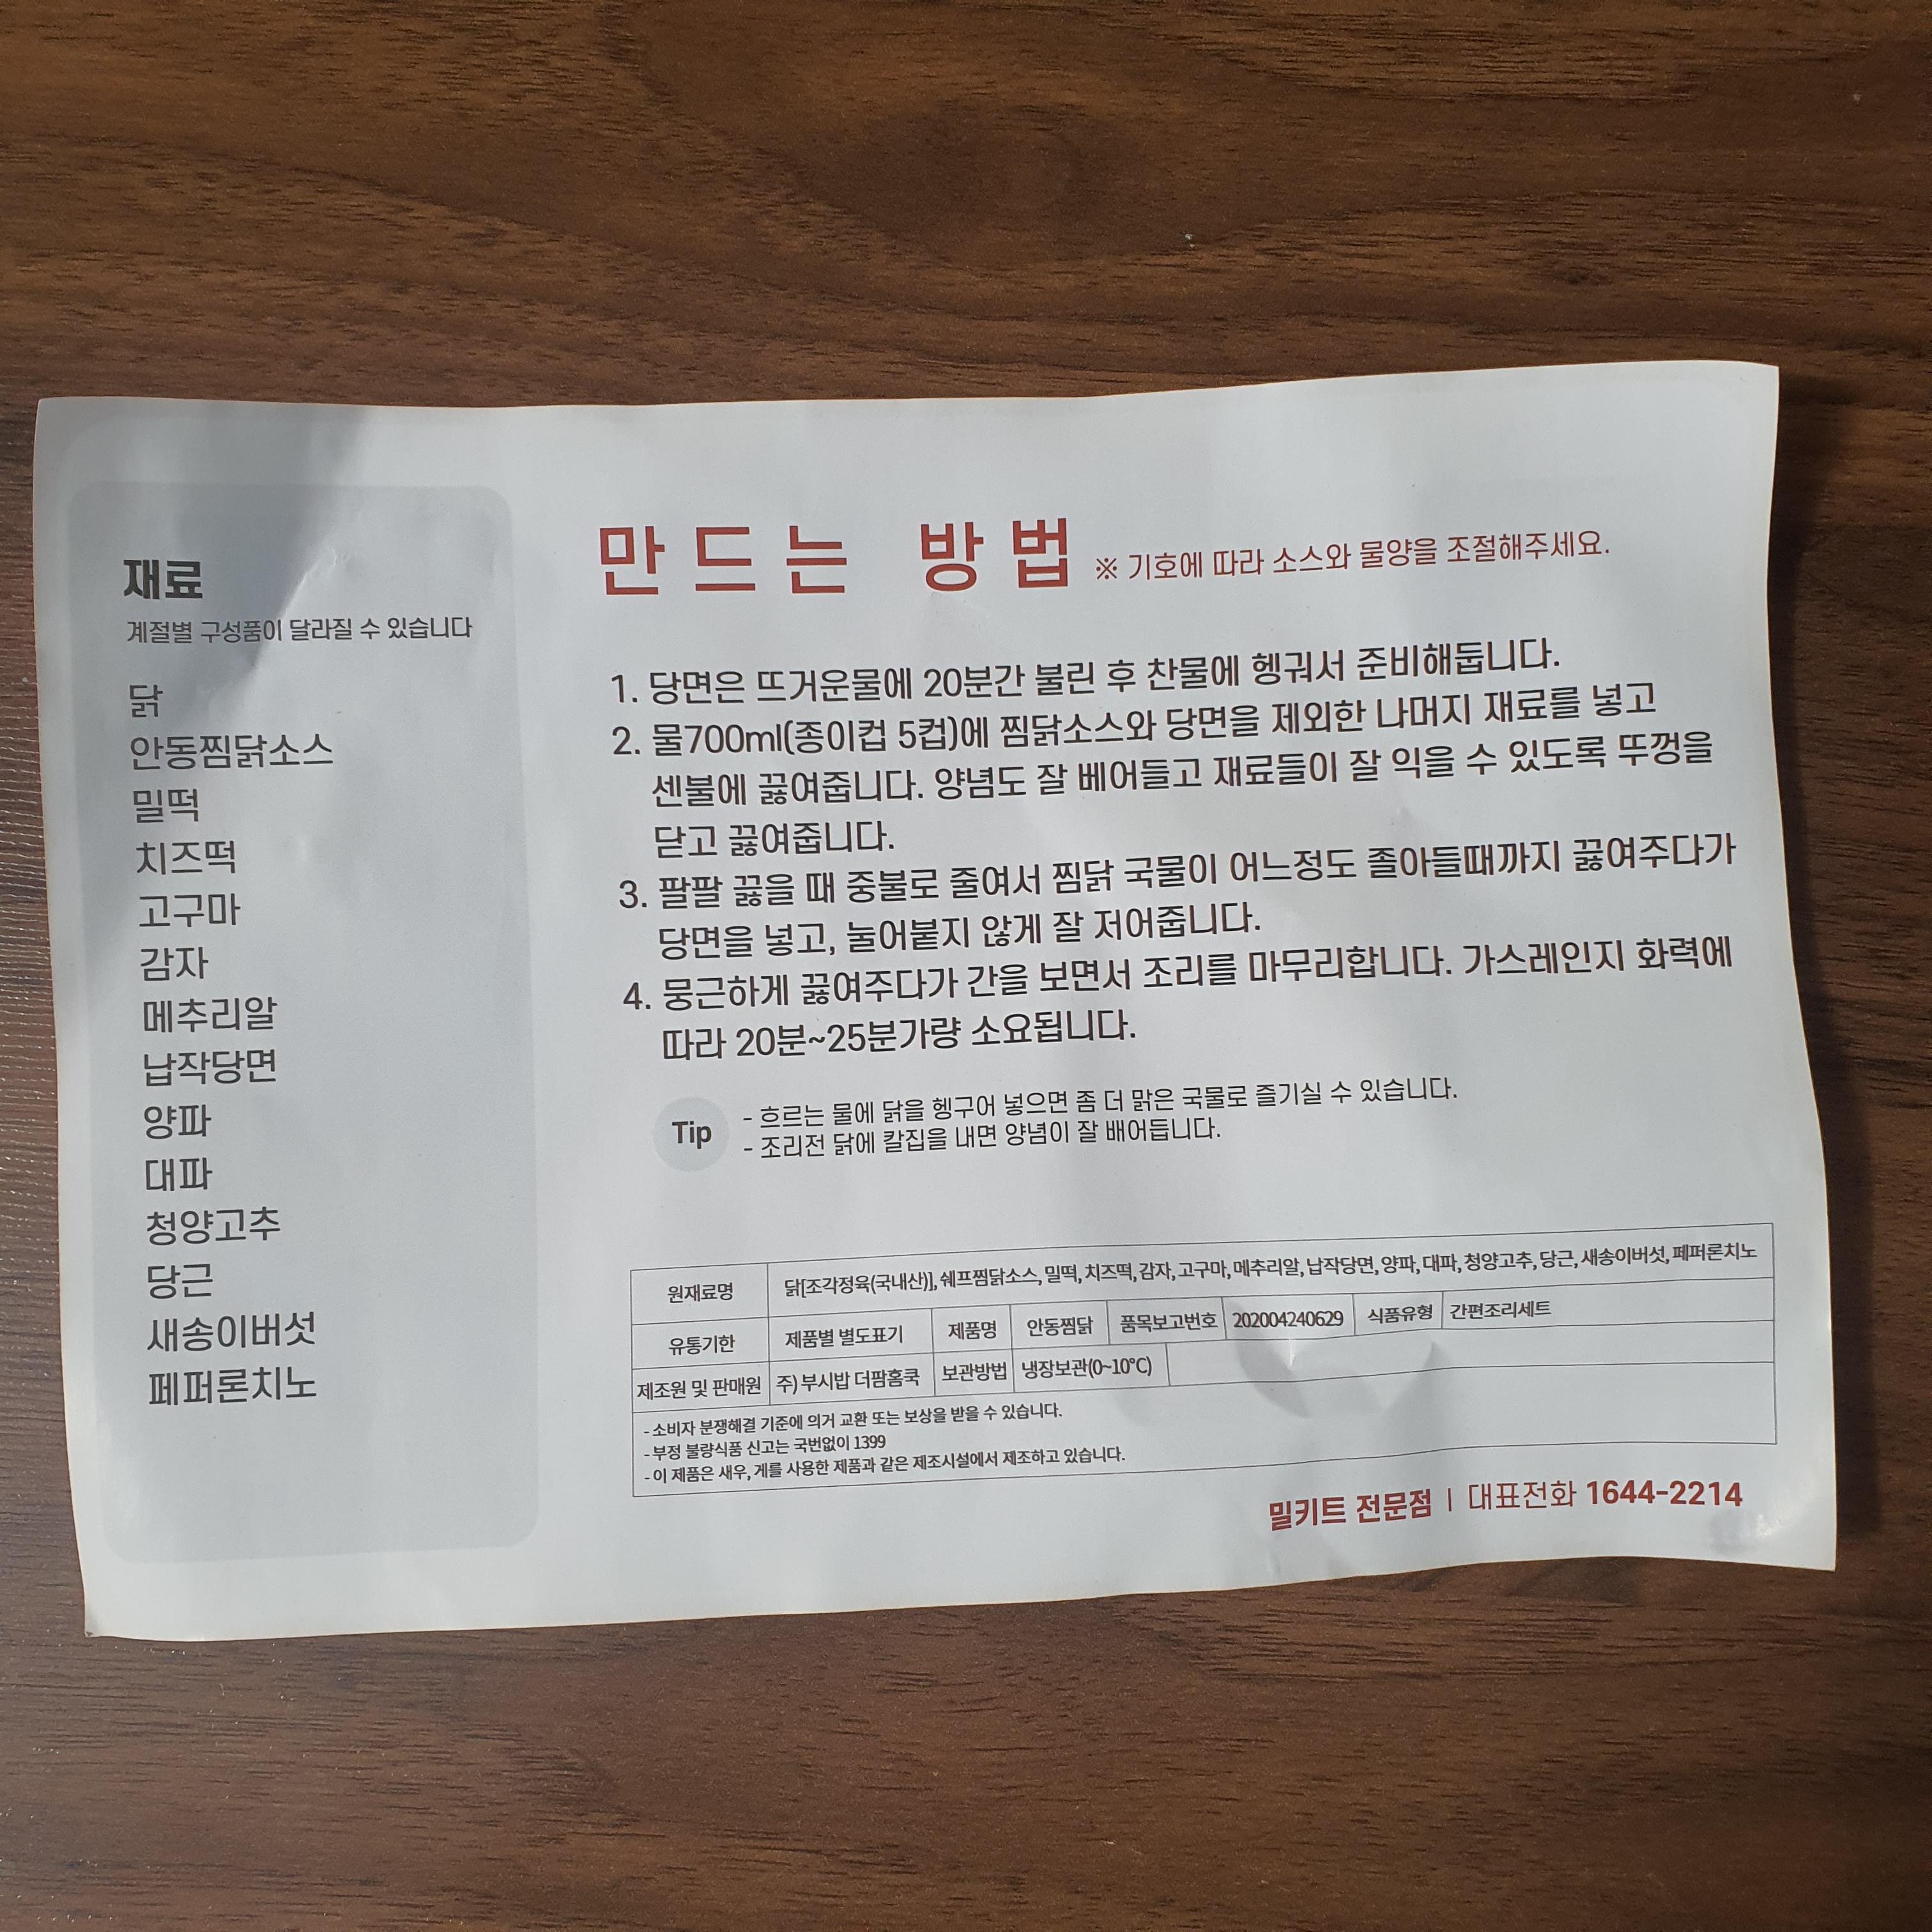 재료
계절별 구성품이 달라질 수 있습니다
닭
안동찜닭소스
밀떡
치즈떡
고구마
감자
메추리알
납작당면
양파
대파
청양고추
당근
새송이버섯
페퍼론치노
만드는 방법 ※ 기호에 따라 소스와 물양을 조절해주세요.
1. 당면은 뜨거운물에 20분간 불린 후 찬물에 헹궈서 준비해둡니다.
2. 물700ml(종이컵 5컵)에 찜닭소스와 당면을 제외한 나머지 재료를 넣고
센불에 끓여줍니다. 양념도 잘 베어들고 재료들이 잘 익을 수 있도록 뚜껑을
닫고 끓여줍니다.
3. 팔팔 끓을 때 중불로 줄여서 찜닭 국물이 어느정도 졸아들때까지 끓여주다가
당면을 넣고, 눌어붙지 않게 잘 저어줍니다.
4. 뭉근하게 끓여주다가 간을 보면서 조리를 마무리합니다. 가스레인지 화력에
따라 20분~25분가량 소요됩니다.
Tip
- 흐르는 물에 닭을 헹구어 넣으면 좀 더 맑은 국물로 즐기실 수 있습니다.
- 조리전 닭에 칼집을 내면 양념이 잘 배어듭니다.
원재료명 닭[조각정육(국내산)], 쉐프찜닭소스, 밀떡, 치즈떡, 감자, 고구마, 메추리알, 납작당면, 양파, 대파, 청양고추, 당근, 새송이버섯, 페퍼론치노
유통기한 제품별 별도표기 제품명 안동찜닭 품목보고번호 202004240629 식품유형 간편조리세트
제조원 및 판매원 주) 부시밥 더팜홈쿡 보관방법 냉장보관(0~10℃)
- 소비자 분쟁해결 기준에 의거 교환 또는 보상을 받을 수 있습니다.
- 부정 불량식품 신고는 국번없이 1399
- 이 제품은 새우, 게를 사용한 제품과 같은 제조시설에서 제조하고 있습니다.
밀키트 전문점 | 대표전화 1644-2214